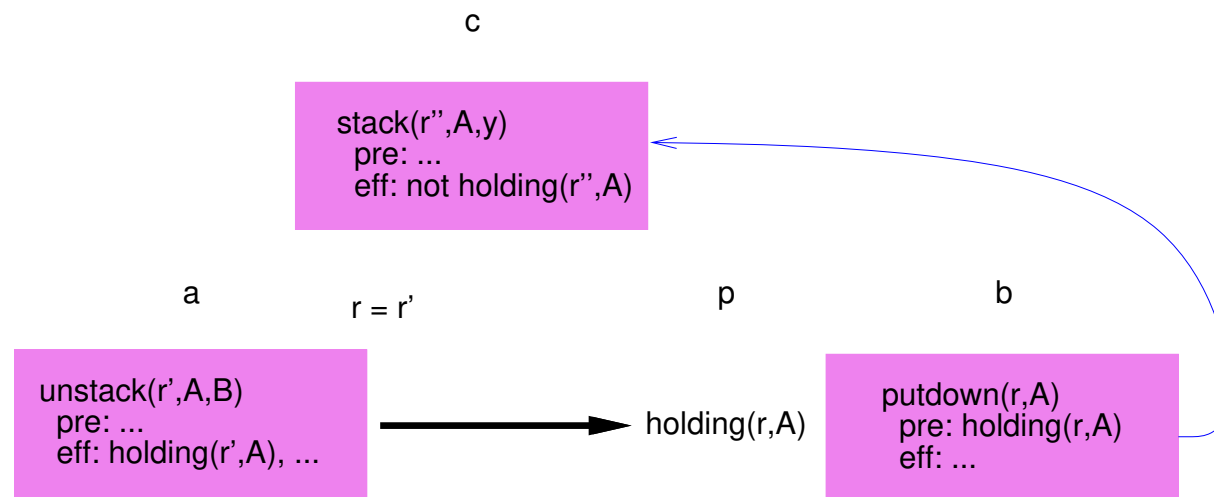 c
stack(r’’,A,y)
pre: ...
eff: not holding(r’’,A)
a
r = r’
p
b
unstack(r’,A,B)
pre: ...
eff: holding(r’,A), ...
holding(r,A)
putdown(r,A)
pre: holding(r,A)
eff: ...